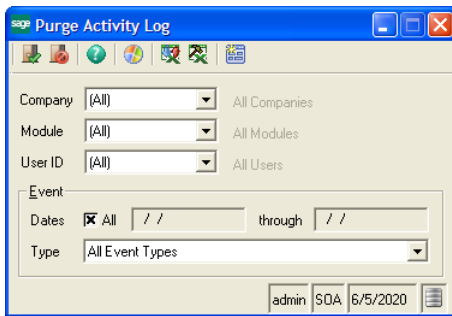 sage Purge Activity Log
Company (All) All Companies
Module (All) All Modules
User ID (All) All Users
Event
Dates All / / through / /
Type All Event Types
admin SOA 6/5/2020